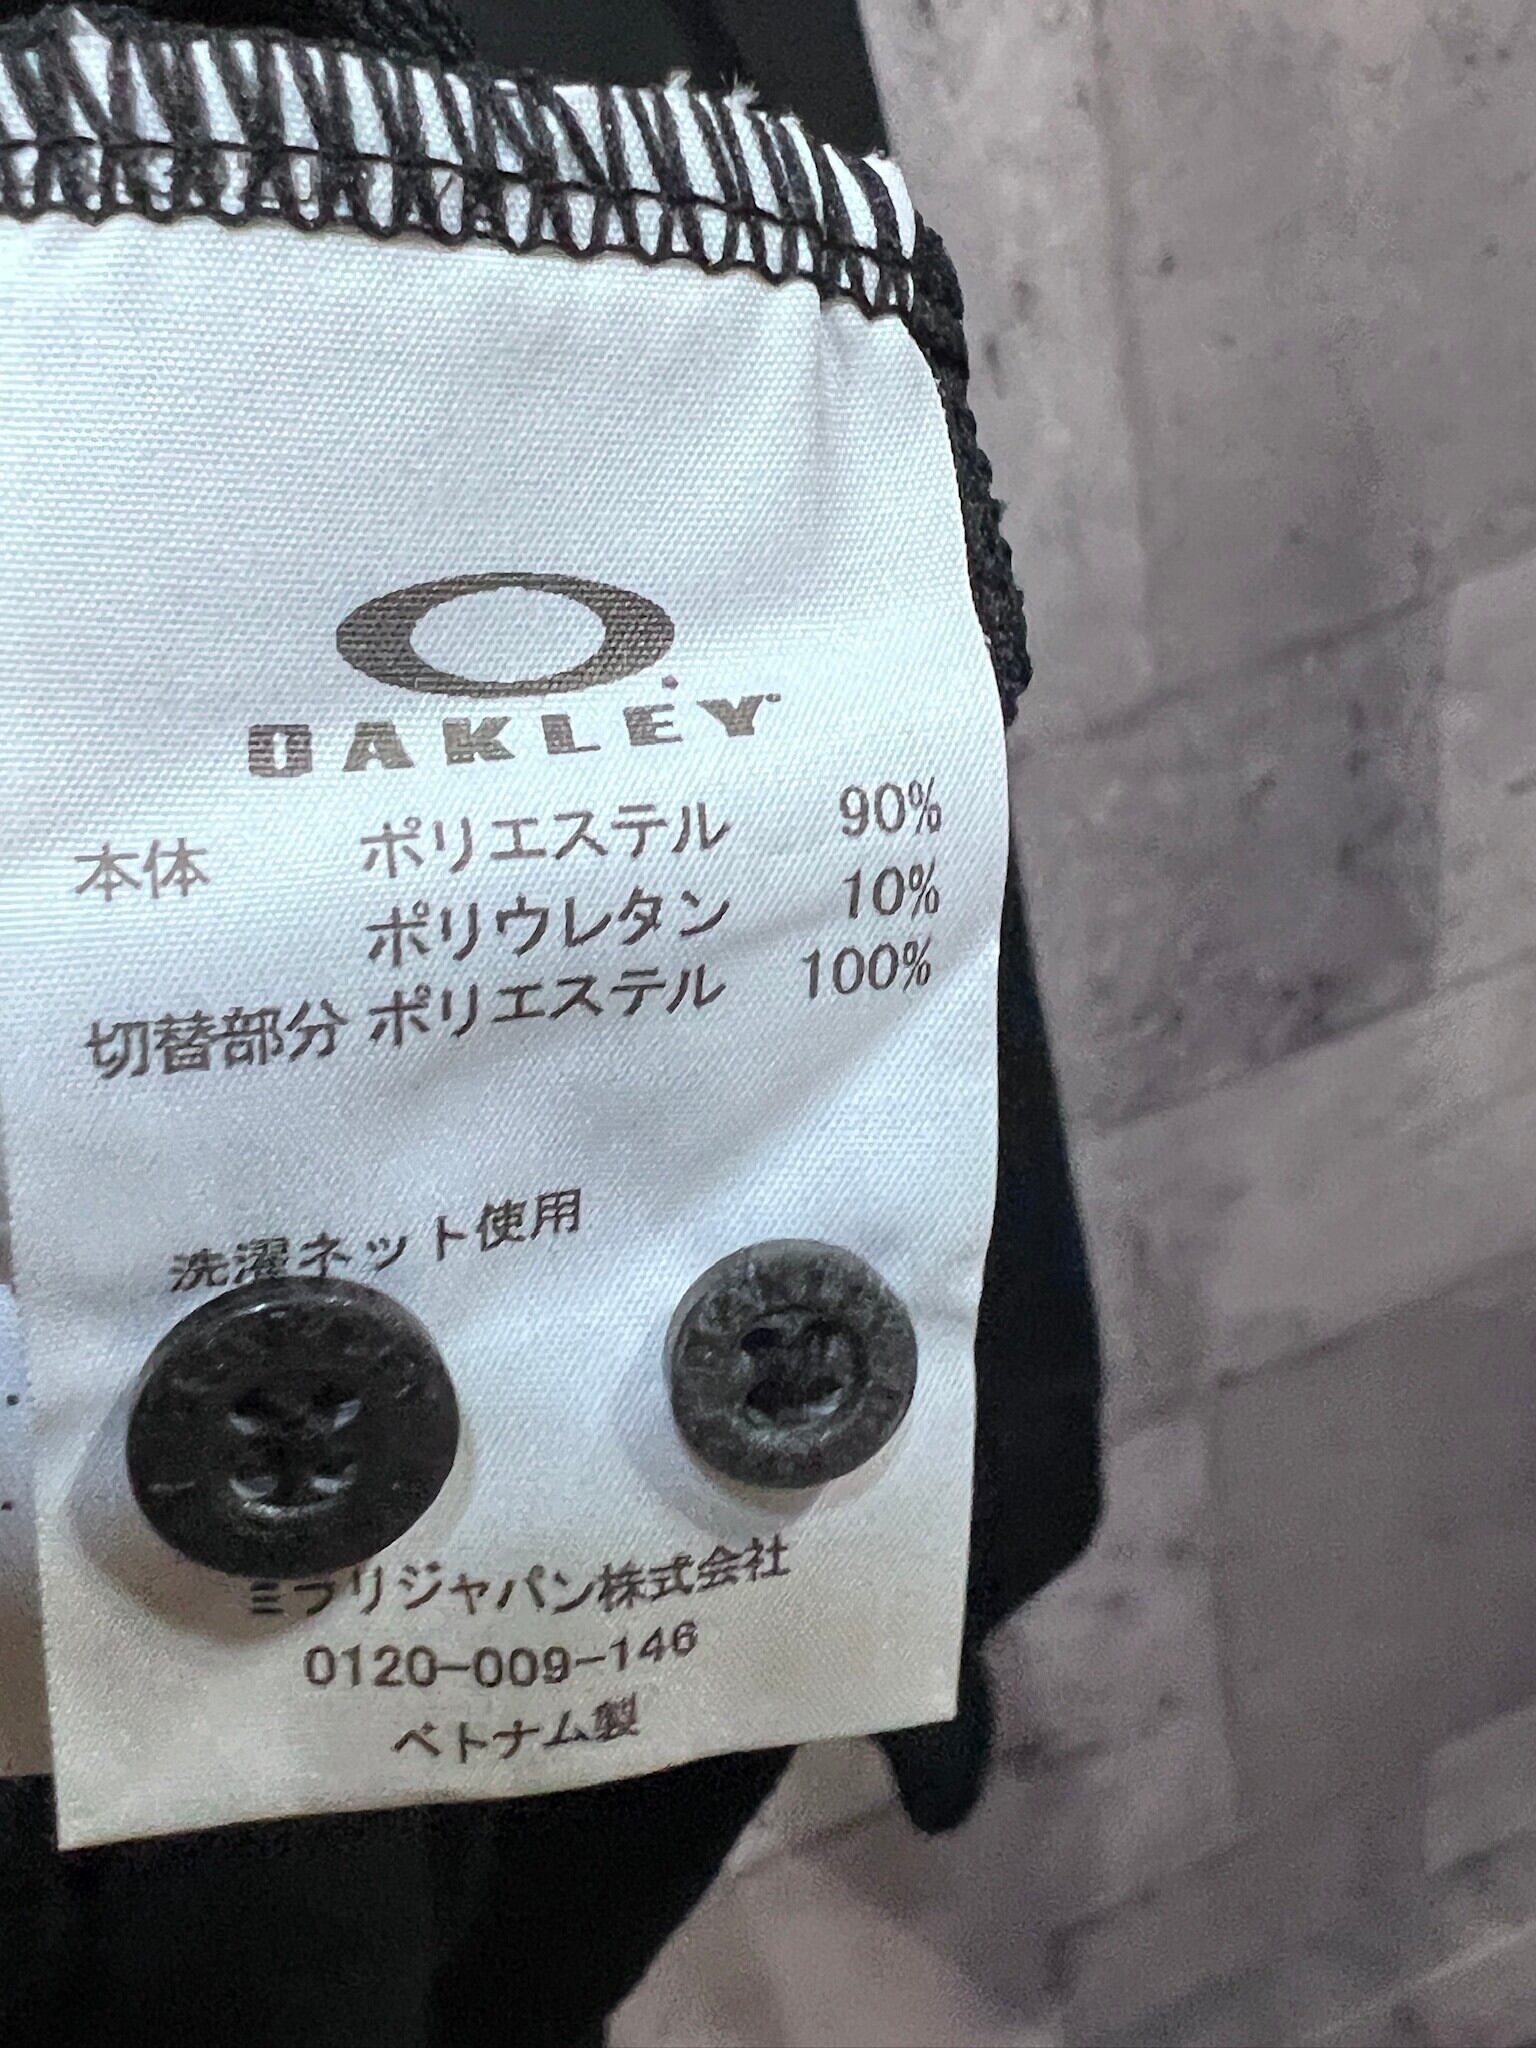 OAKLEY
本体 ポリエステル 90%
ポリウレタン 10%
切替部分 ポリエステル 100%
洗濯ネット使用
ミラリジャパン株式会社
0120-009-146
ベトナム製